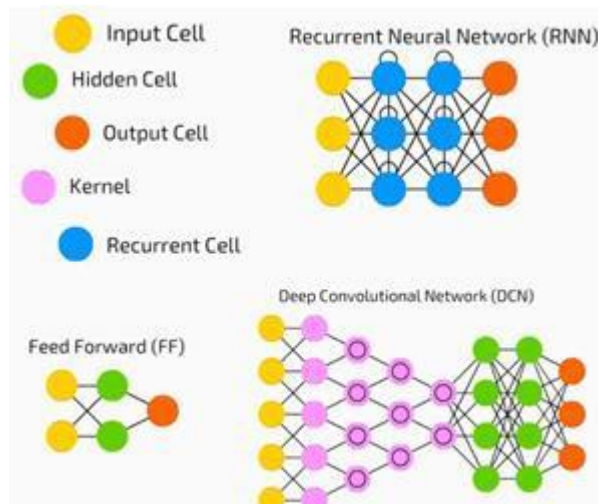 Input Cell
Hidden Cell
Output Cell
Kernel
Recurrent Cell
Recurrent Neural Network (RNN)
Feed Forward (FF)
Deep Convolutional Network (DCN)